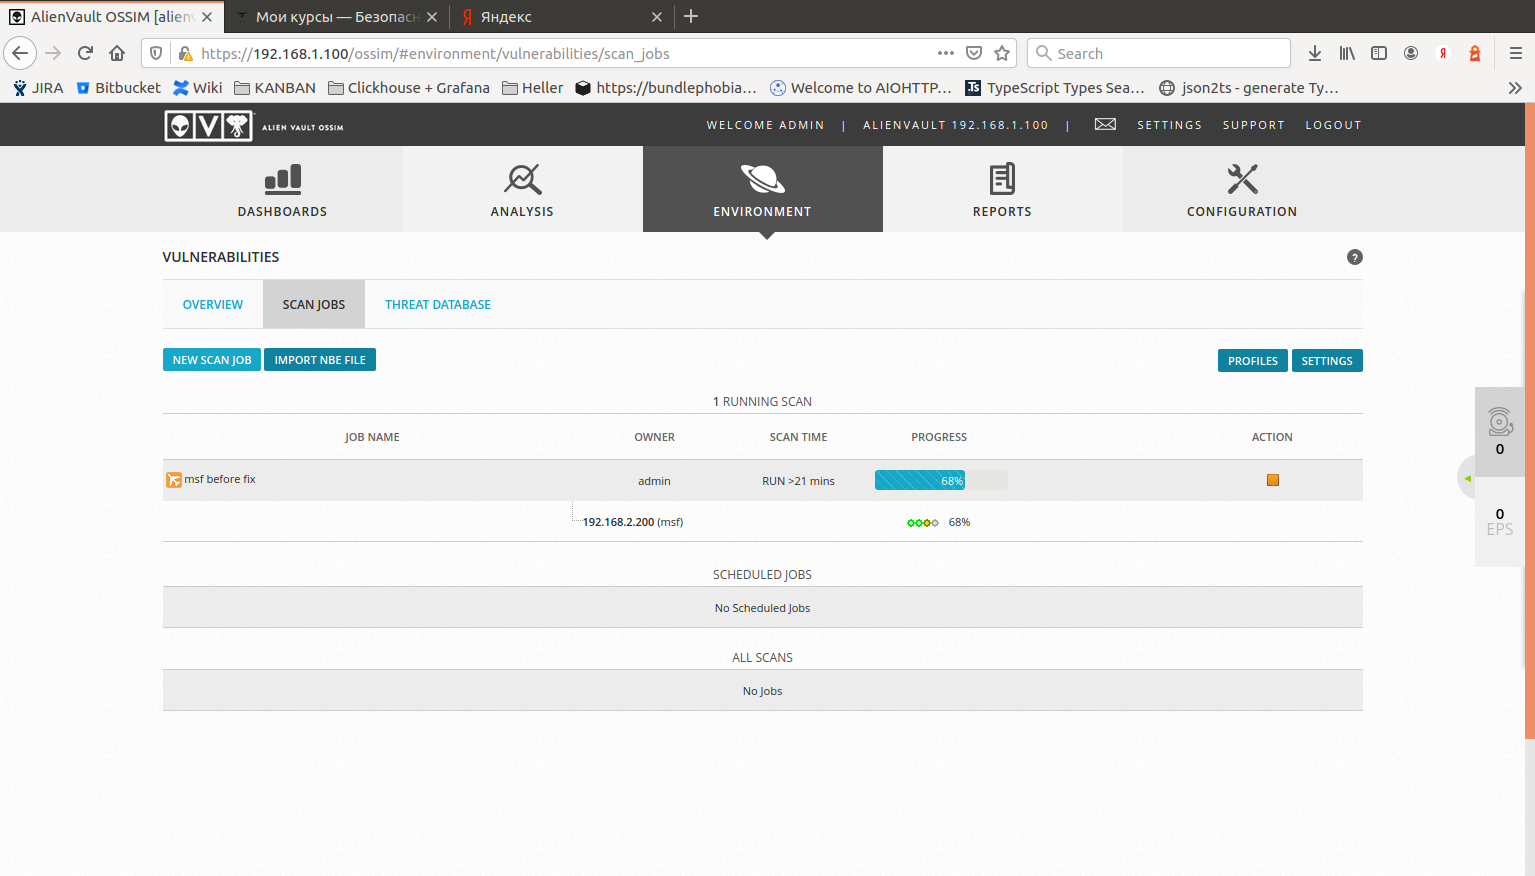 AlienVault OSSIM [alienv
Мои курсы — Безопасн
Яндекс
https://192.168.1.100/ossim/#environment/vulnerabilities/scan_jobs
Search
JIRA
Bitbucket
Wiki
KANBAN
Clickhouse + Grafana
Heller
https://bundlephobia...
Welcome to AIOHTTP...
TypeScript Types Sea...
json2ts - generate Ty...
ALIEN VAULT OSSIM
WELCOME ADMIN | ALIENVAULT 192.168.1.100 |
SETTINGS
SUPPORT
LOGOUT
DASHBOARDS
ANALYSIS
ENVIRONMENT
REPORTS
CONFIGURATION
VULNERABILITIES
?
OVERVIEW
SCAN JOBS
THREAT DATABASE
NEW SCAN JOB
IMPORT NBE FILE
PROFILES
SETTINGS
1 RUNNING SCAN
JOB NAME
OWNER
SCAN TIME
PROGRESS
ACTION
msf before fix
admin
RUN >21 mins
68%
192.168.2.200 (msf)
68%
SCHEDULED JOBS
No Scheduled Jobs
ALL SCANS
No Jobs
0
0
EPS